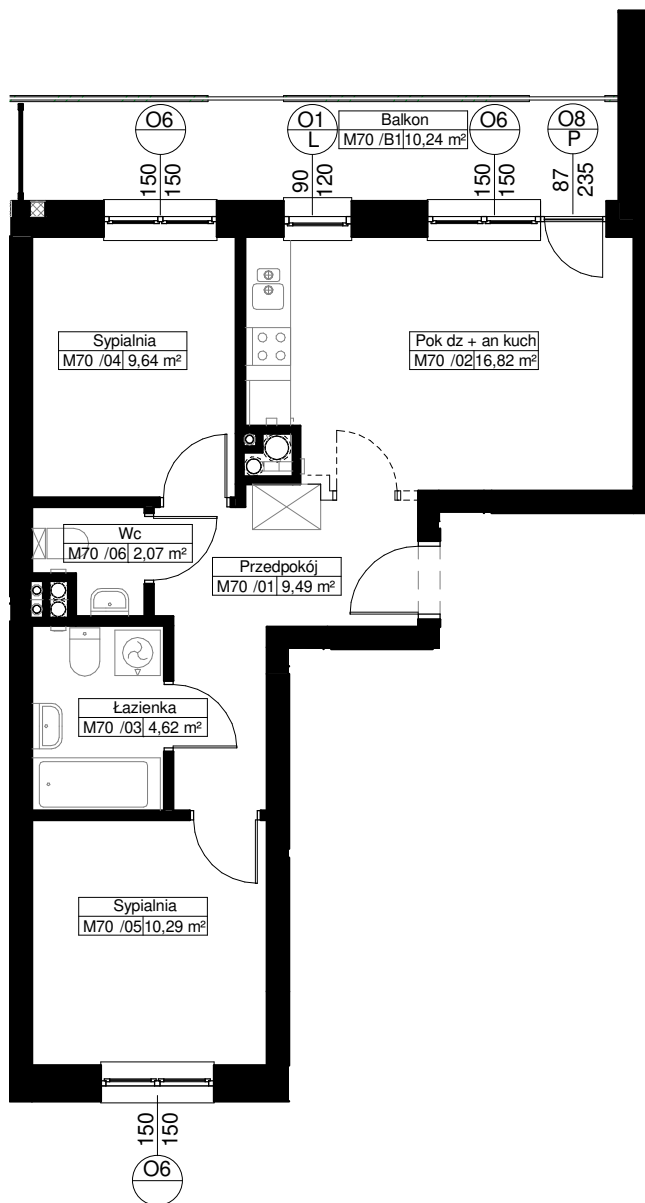 O6
150
150
O1
L
90
120
Balkon
M70 /B1 10,24 m²
O6
150
150
O8
P
87
235
Sypialnia
M70 /04 9,64 m²
Pok dz + an kuch
M70 /02 16,82 m²
Wc
M70 /06 2,07 m²
Przedpokój
M70 /01 9,49 m²
Łazienka
M70 /03 4,62 m²
Sypialnia
M70 /05 10,29 m²
150
150
O6